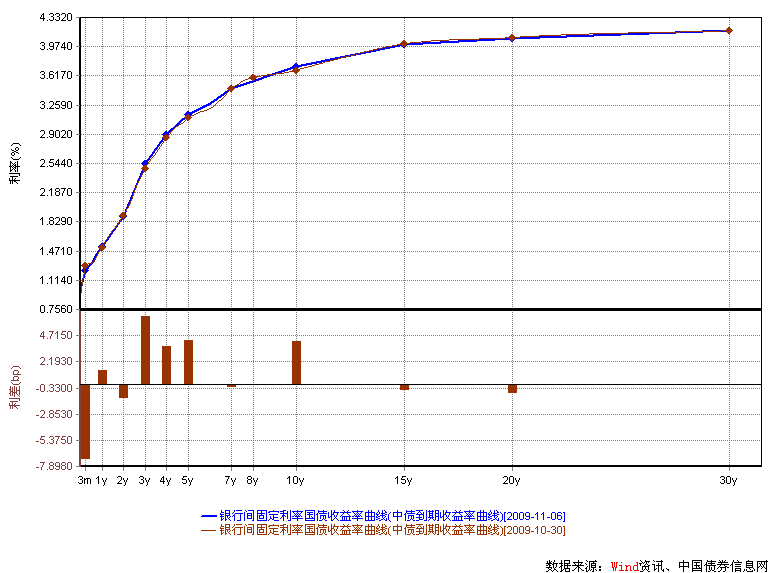 4.3320
3.9740
3.6170
3.2590
2.9020
2.5440
2.1870
1.8290
1.4710
1.1140
0.7560
利率(%)
4.7150
2.1930
-0.3300
-2.8530
-5.3750
-7.8980
利差(bp)
3m 1y 2y 3y 4y 5y 7y 8y 10y 15y 20y 30y
银行间固定利率国债收益率曲线(中债到期收益率曲线)[2009-11-06]
银行间固定利率国债收益率曲线(中债到期收益率曲线)[2009-10-30]
数据来源：Wind资讯、中国债券信息网